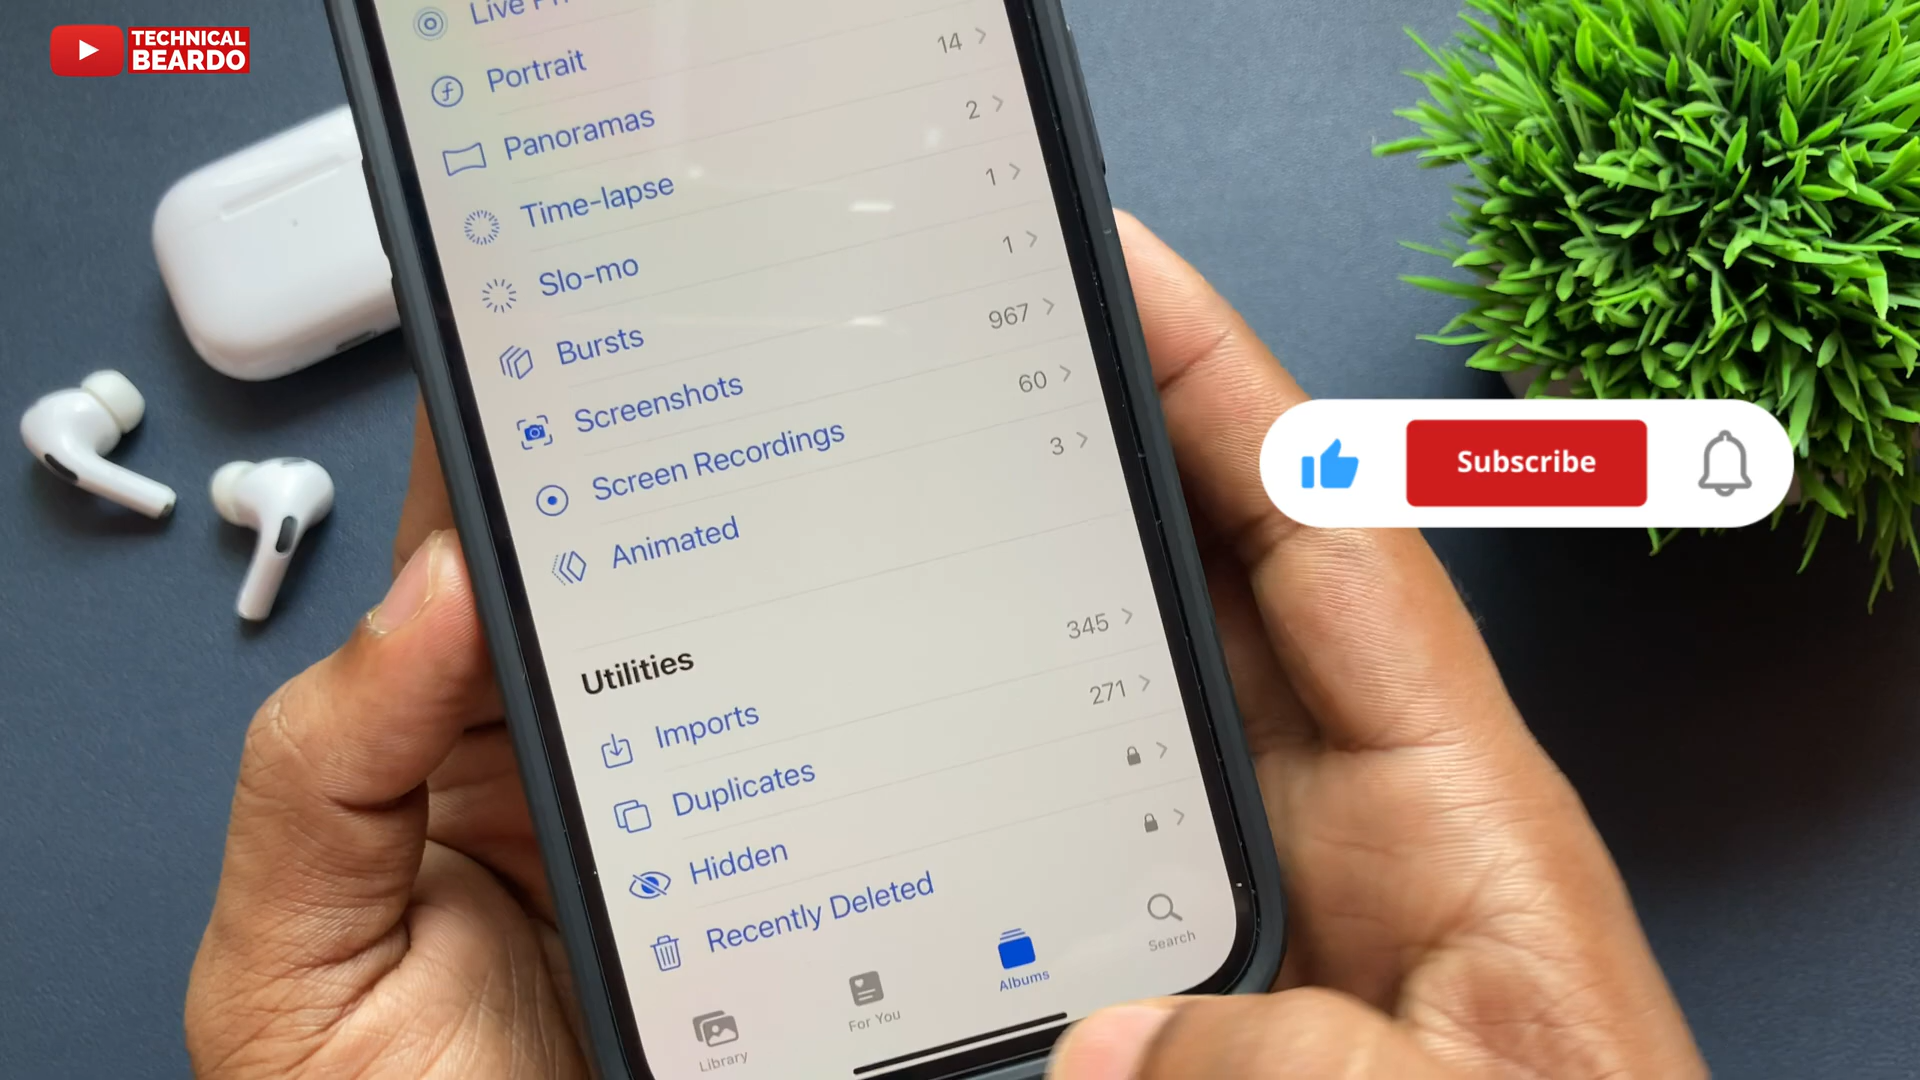 TECHNICAL
BEARDO
Live
Portrait
Panoramas 14
Time-lapse 2
Slo-mo 1
Bursts 1
Screenshots 967
Screen Recordings 60
Animated 3
Utilities
Imports 345
Duplicates 271
Hidden
Recently Deleted
Library For You Albums Search
Subscribe